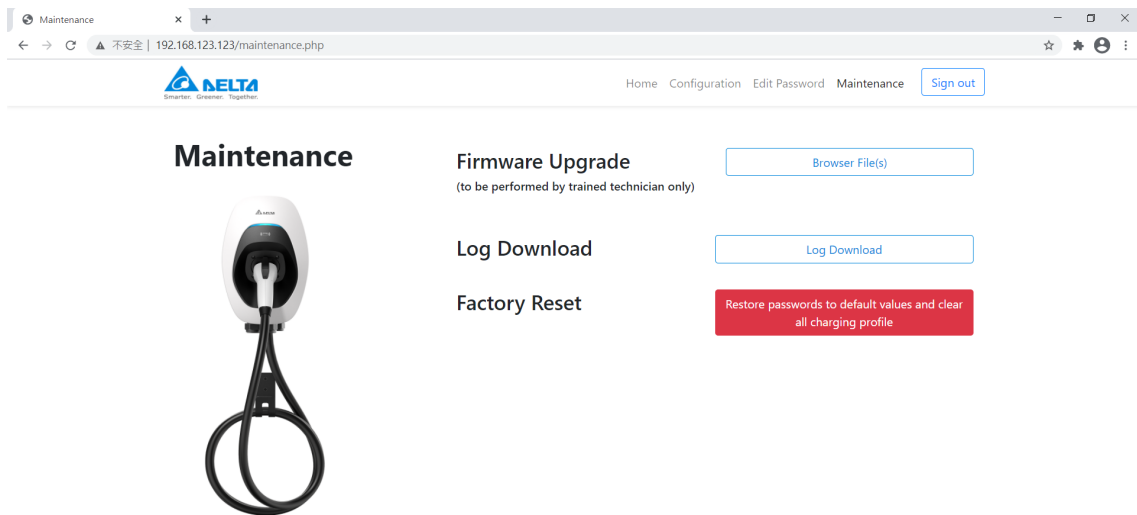 Maintenance
不安全 | 192.168.123.123/maintenance.php
DELTA
Smarter. Greener. Together.
Home Configuration Edit Password Maintenance Sign out
Maintenance
Firmware Upgrade
(to be performed by trained technician only)
Browser File(s)
Log Download
Log Download
Factory Reset
Restore passwords to default values and clear
all charging profile